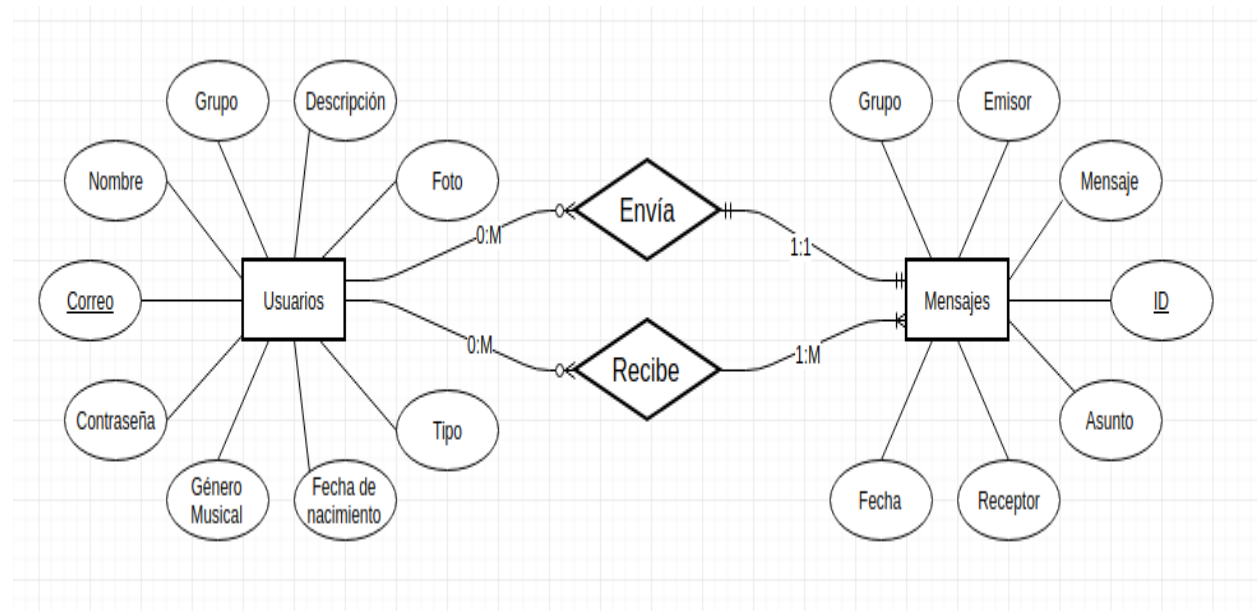 Grupo
Descripción
Grupo
Emisor
Nombre
Foto
Envía
Mensaje
0:M
1:1
Correo
Usuarios
Mensajes
ID
0:M
1:M
Recibe
Contraseña
Tipo
Asunto
Género
Musical
Fecha de
nacimiento
Fecha
Receptor